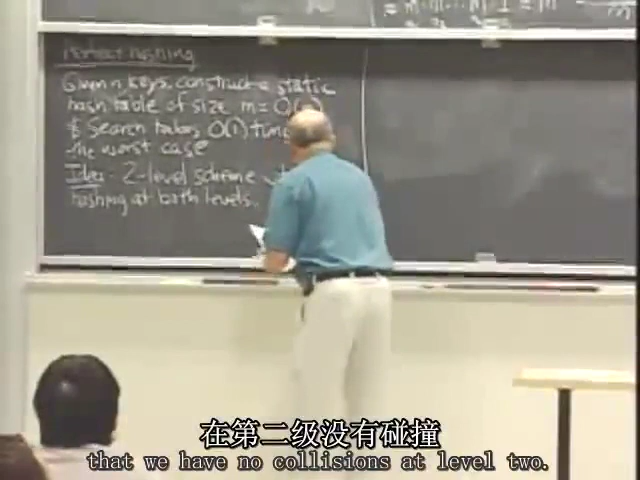 Perfect hashing
Given n keys, construct a static
hash table of size m = O(
& Search takes O(1) time
the worst case
Idea: 2-level scheme
hashing at both levels.
在第二级没有碰撞
that we have no collisions at level two.